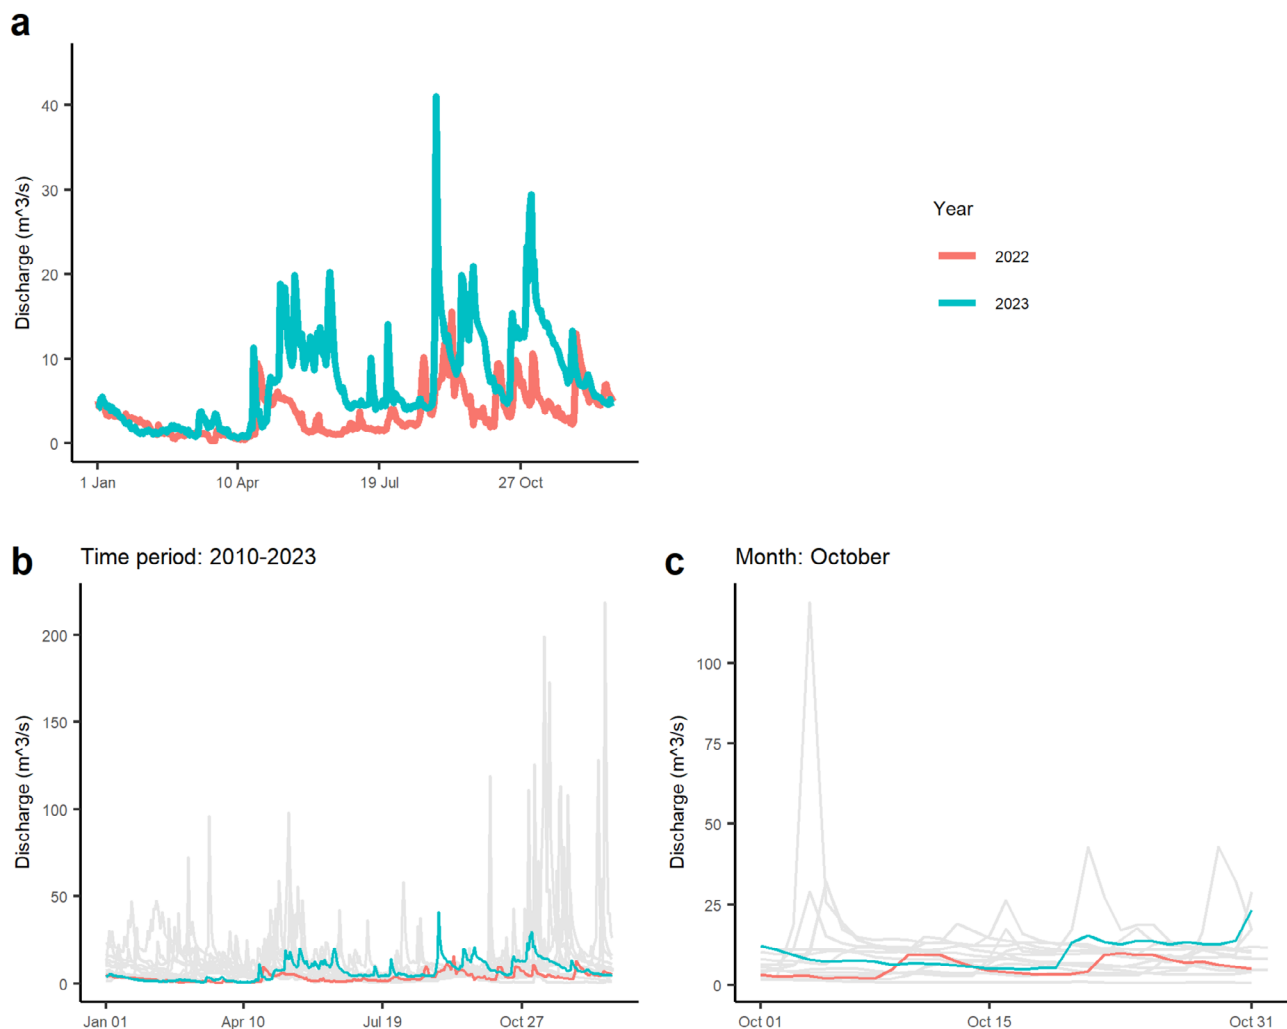 a
Discharge (m^3/s)
40
30
20
10
0
1 Jan
10 Apr
19 Jul
27 Oct
Year
2022
2023
b
Time period: 2010-2023
Discharge (m^3/s)
200
150
100
50
0
Jan 01
Apr 10
Jul 19
Oct 27
c
Month: October
Discharge (m^3/s)
100
75
50
25
0
Oct 01
Oct 15
Oct 31